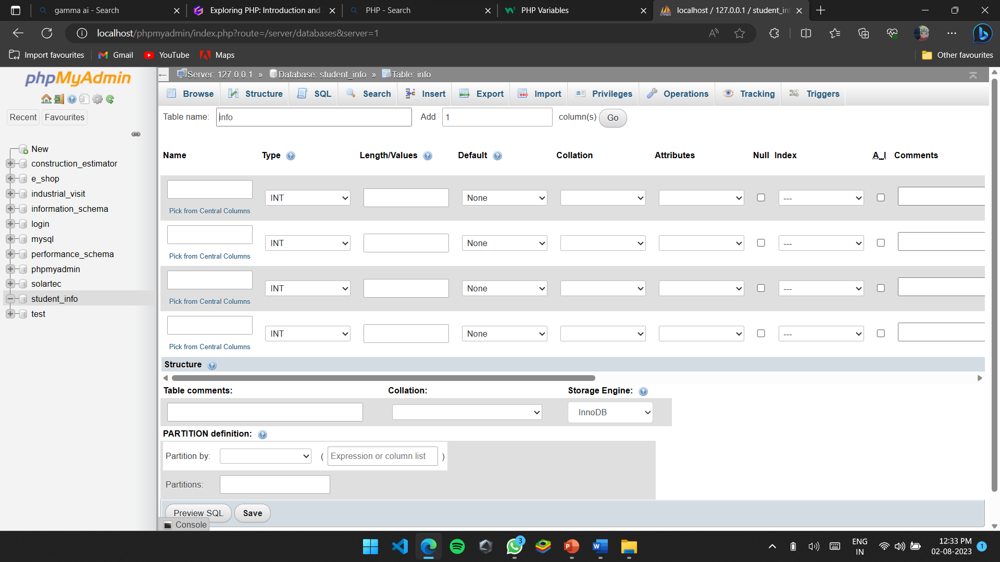 gamma ai - Search
Exploring PHP: Introduction and
PHP - Search
PHP Variables
localhost / 127.0.0.1 / student_inf
localhost/phpmyadmin/index.php?route=/server/databases&server=1
Import favourites
Gmail
YouTube
Maps
Other favourites
phpMyAdmin
Recent
Favourites
New
construction_estimator
e_shop
industrial_visit
information_schema
login
mysql
performance_schema
phpmyadmin
solartec
student_info
test
Server: 127.0.0.1 » Database: student_info » Table: info
Browse
Structure
SQL
Search
Insert
Export
Import
Privileges
Operations
Tracking
Triggers
Table name: info Add 1 column(s) Go
Name Type Length/Values Default Collation Attributes Null Index A_I Comments
INT None ---
Pick from Central Columns
INT None ---
Pick from Central Columns
INT None ---
Pick from Central Columns
INT None ---
Pick from Central Columns
Structure
Table comments: Collation: Storage Engine:
InnoDB
PARTITION definition:
Partition by: ( Expression or column list )
Partitions:
Preview SQL Save
Console
3
ENG
IN
12:33 PM
02-08-2023
1